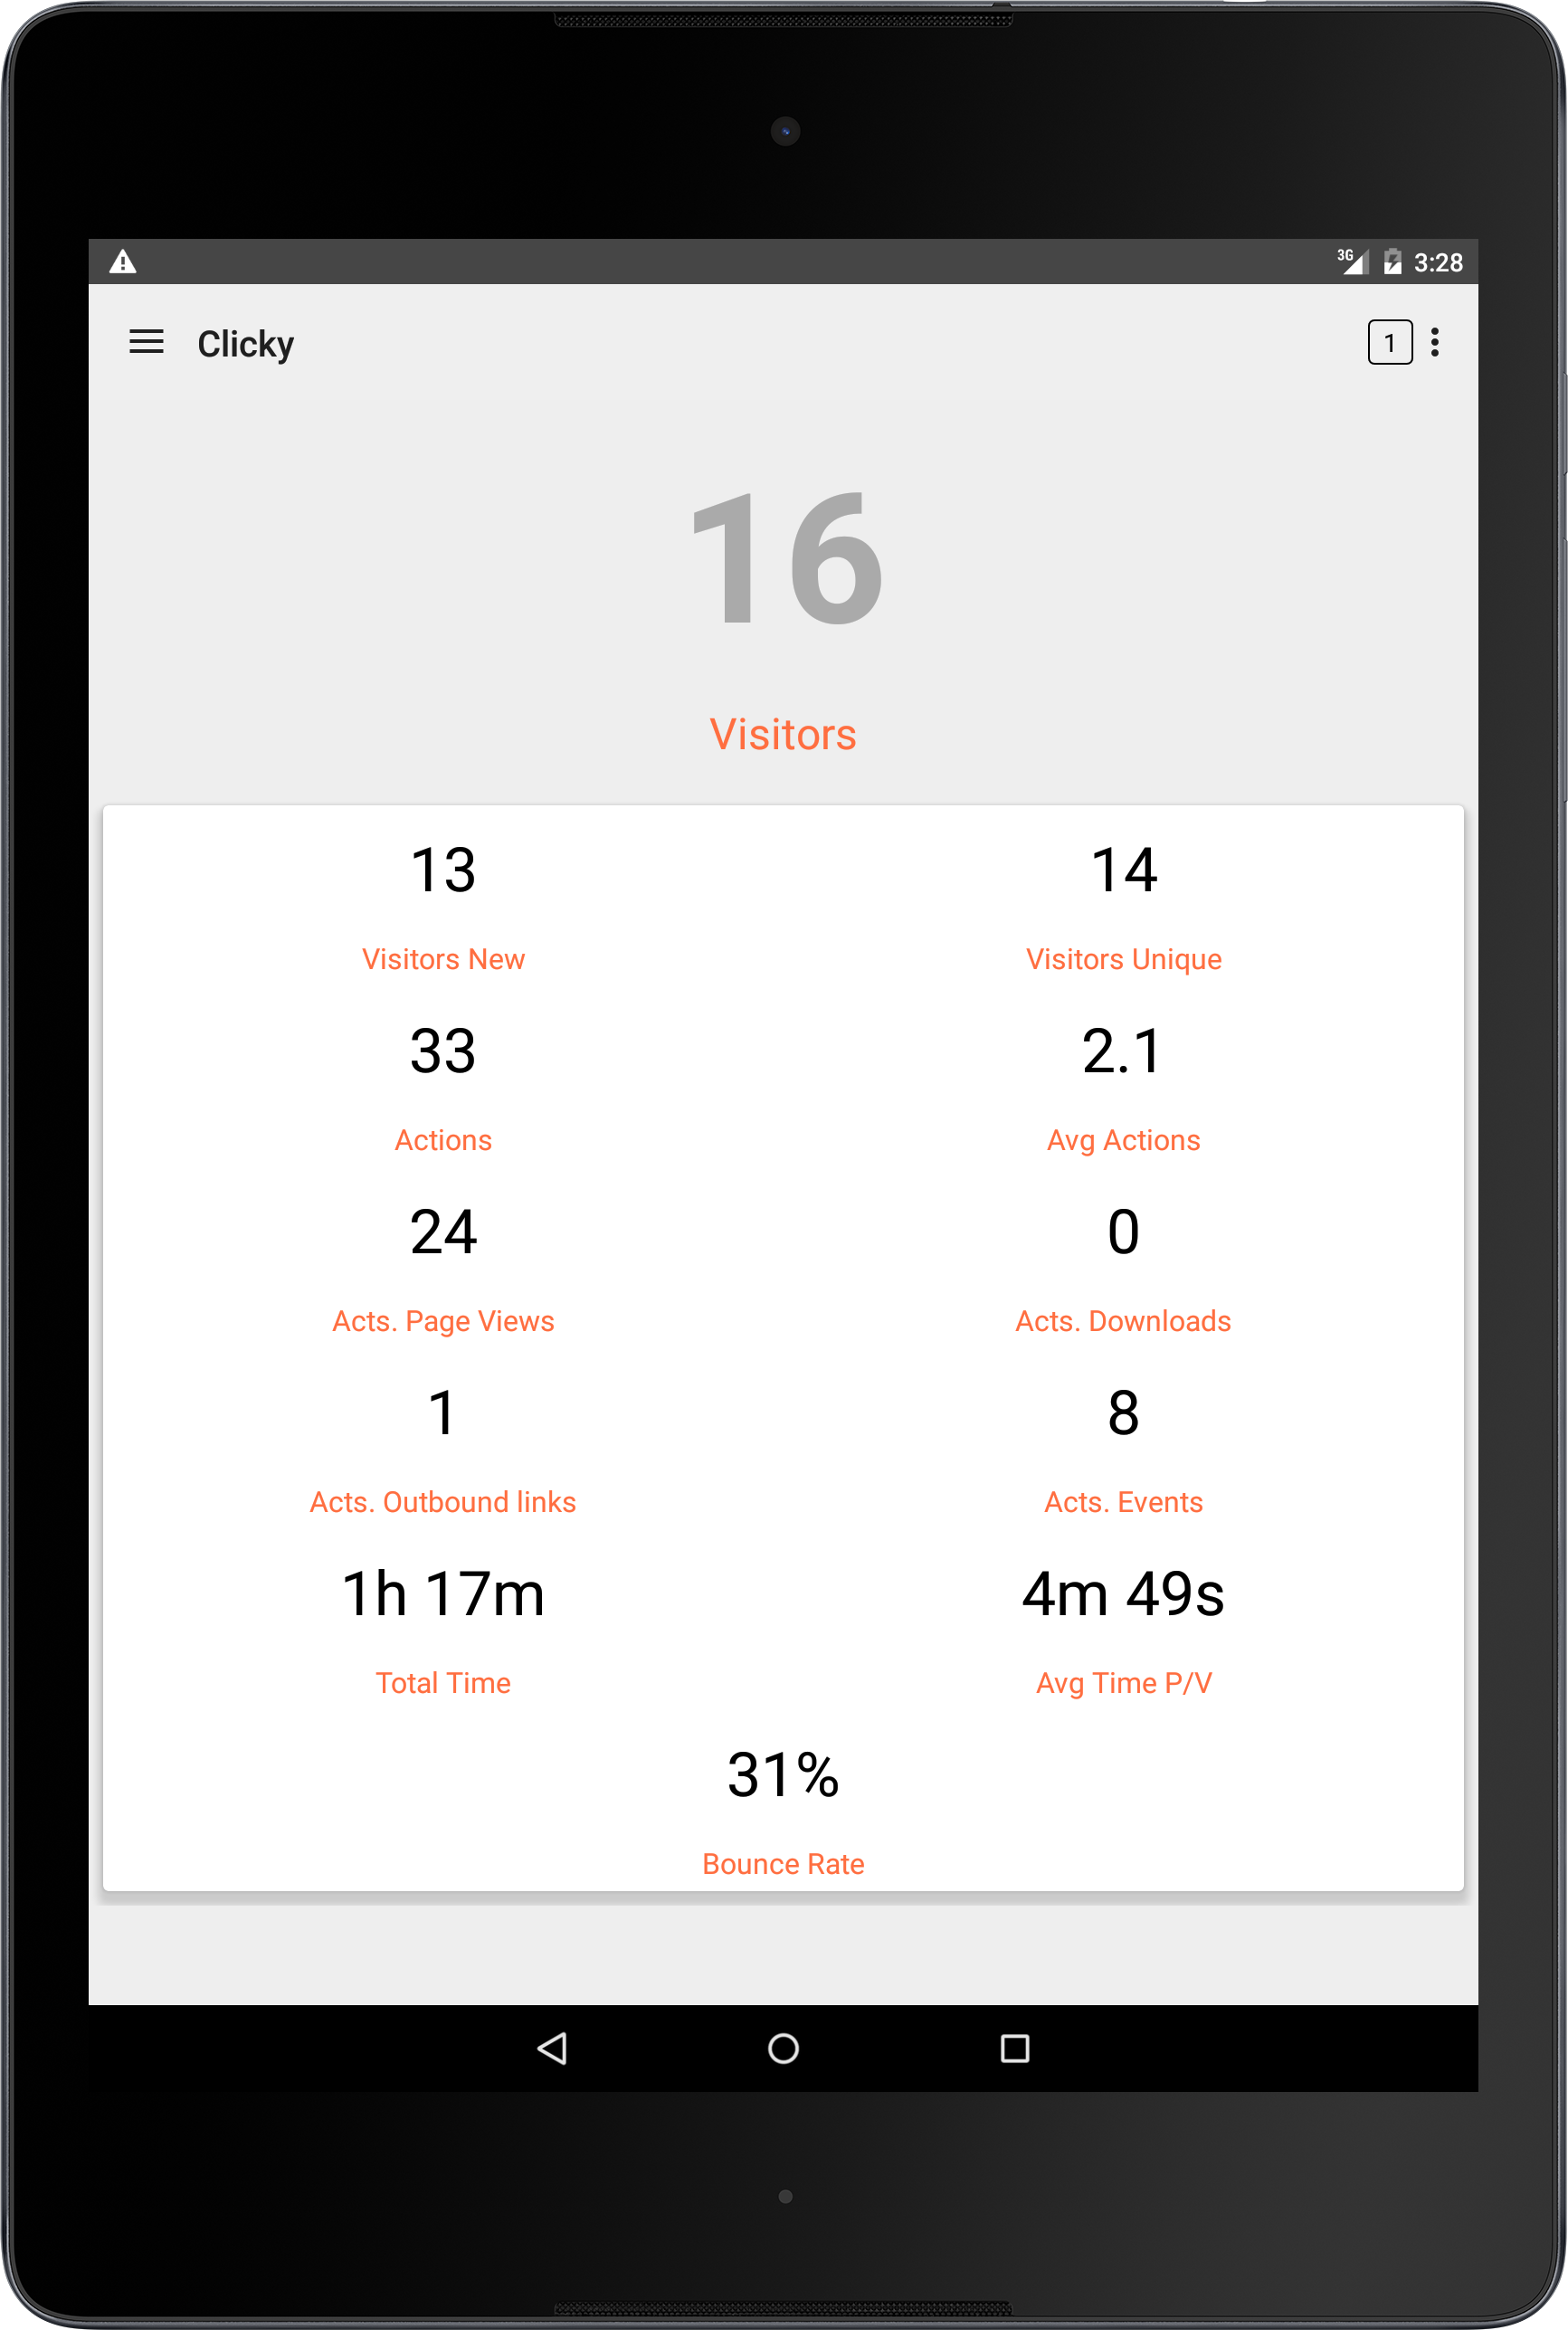 3G 3:28
Clicky 1
16
Visitors
13 14
Visitors New Visitors Unique
33 2.1
Actions Avg Actions
24 0
Acts. Page Views Acts. Downloads
1 8
Acts. Outbound links Acts. Events
1h 17m 4m 49s
Total Time Avg Time P/V
31%
Bounce Rate